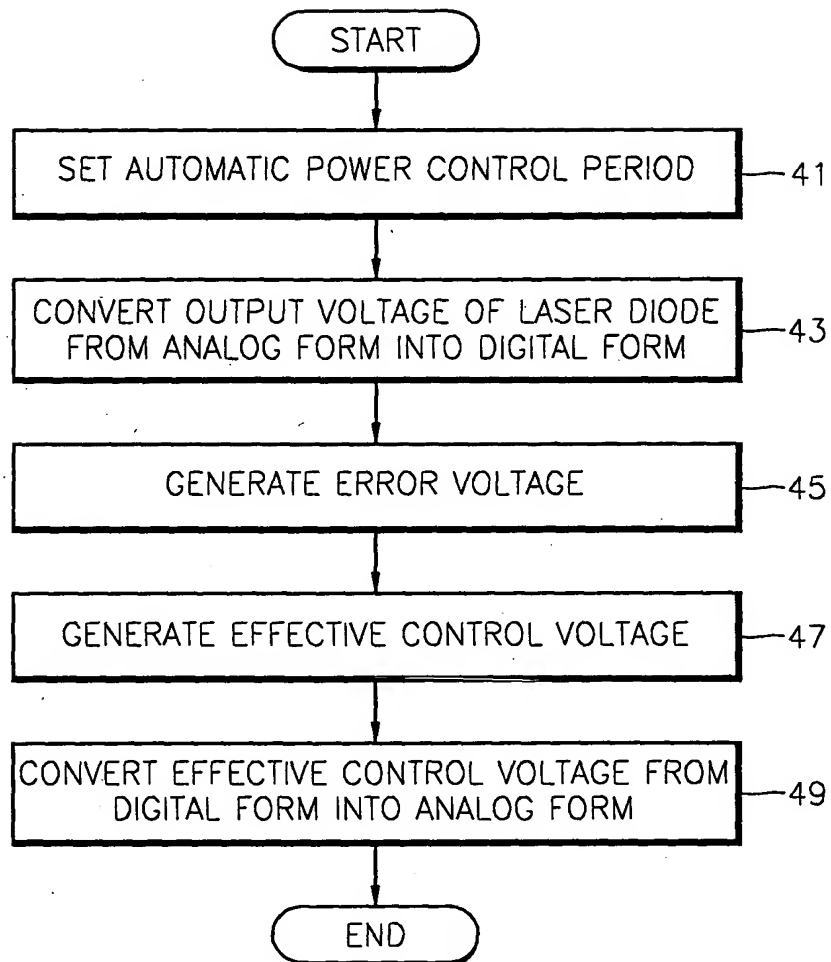 START
SET AUTOMATIC POWER CONTROL PERIOD
41
CONVERT OUTPUT VOLTAGE OF LASER DIODE
FROM ANALOG FORM INTO DIGITAL FORM
43
GENERATE ERROR VOLTAGE
45
GENERATE EFFECTIVE CONTROL VOLTAGE
47
CONVERT EFFECTIVE CONTROL VOLTAGE FROM
DIGITAL FORM INTO ANALOG FORM
49
END